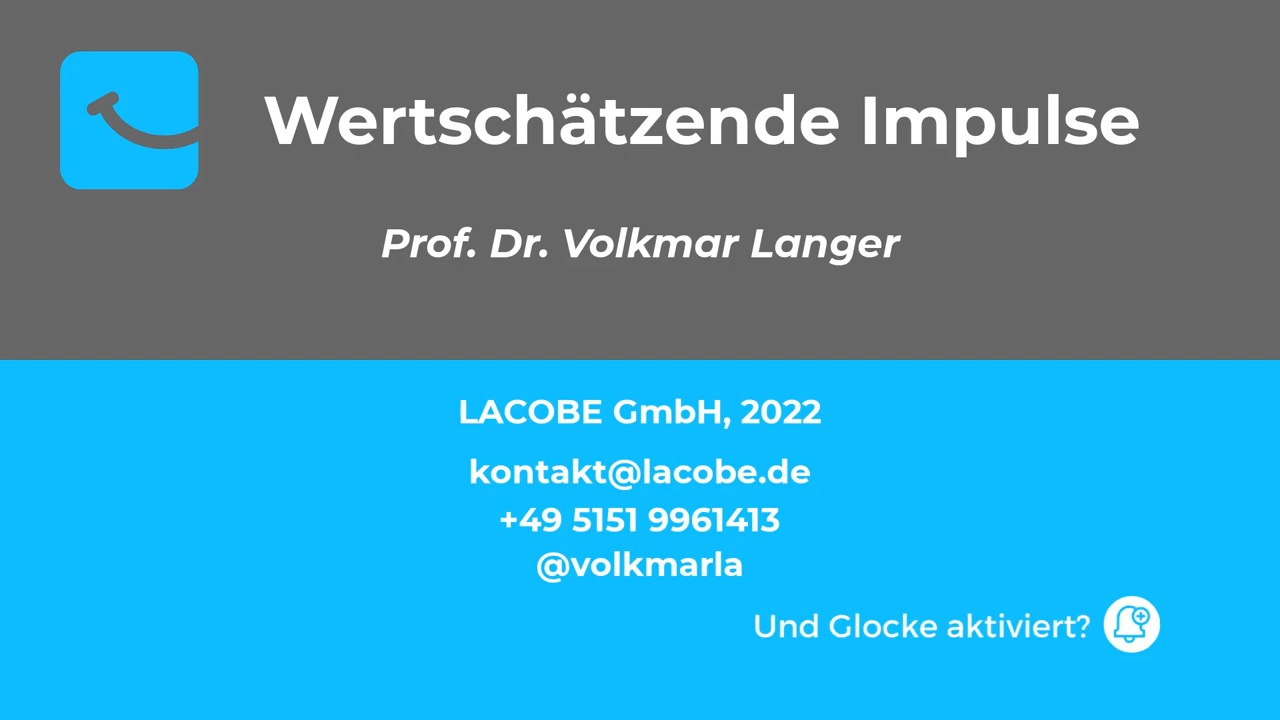 Wertschätzende Impulse
Prof. Dr. Volkmar Langer
LACOBE GmbH, 2022
kontakt@lacobe.de
+49 5151 9961413
@volkmarla
Und Glocke aktiviert?